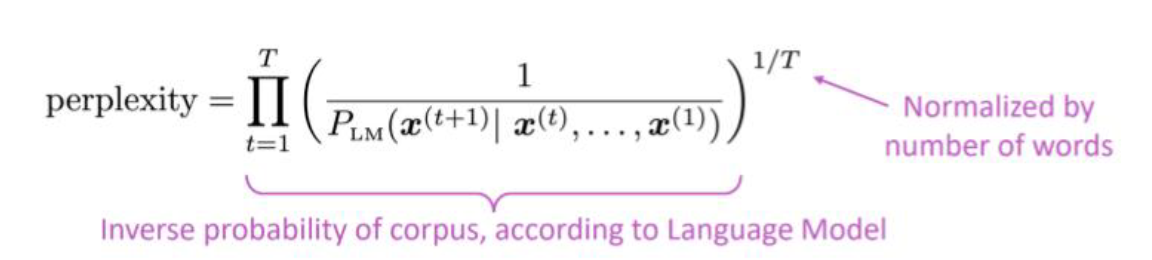 perplexity = ∏_{t=1}^{T} ( 1 / P_LM(x^(t+1) | x^(t), ..., x^(1)) )^{1/T}
Normalized by
number of words
Inverse probability of corpus, according to Language Model